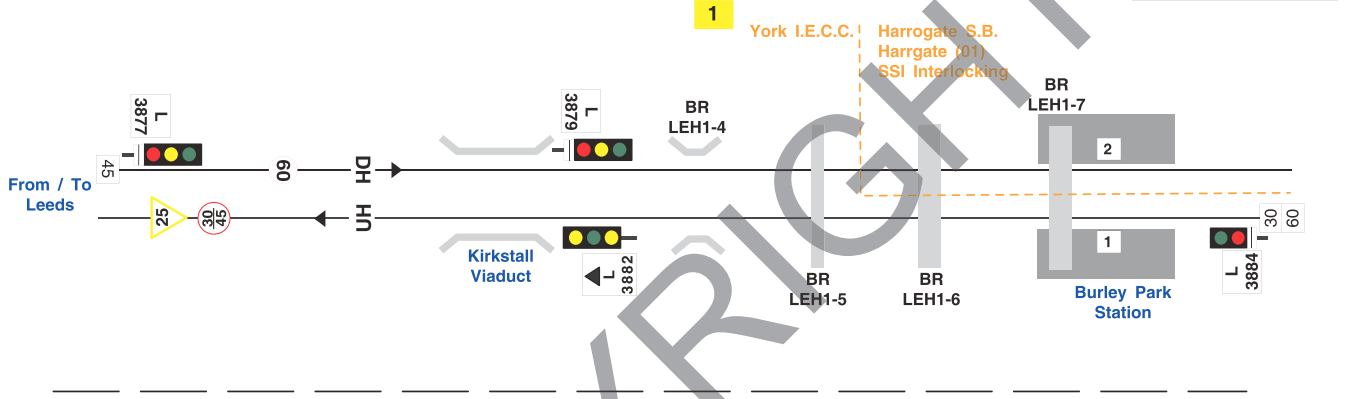 1
York I.E.C.C.
Harrogate S.B.
Harrgate (01)
SSI Interlocking
L
3877
L
3879
BR
LEH1-4
BR
LEH1-7
2
45
60
DH
From / To
Leeds
25
30
45
UH
30
60
1
Kirkstall
Viaduct
L
3882
BR
LEH1-5
BR
LEH1-6
L
3884
Burley Park
Station
YRIGHT